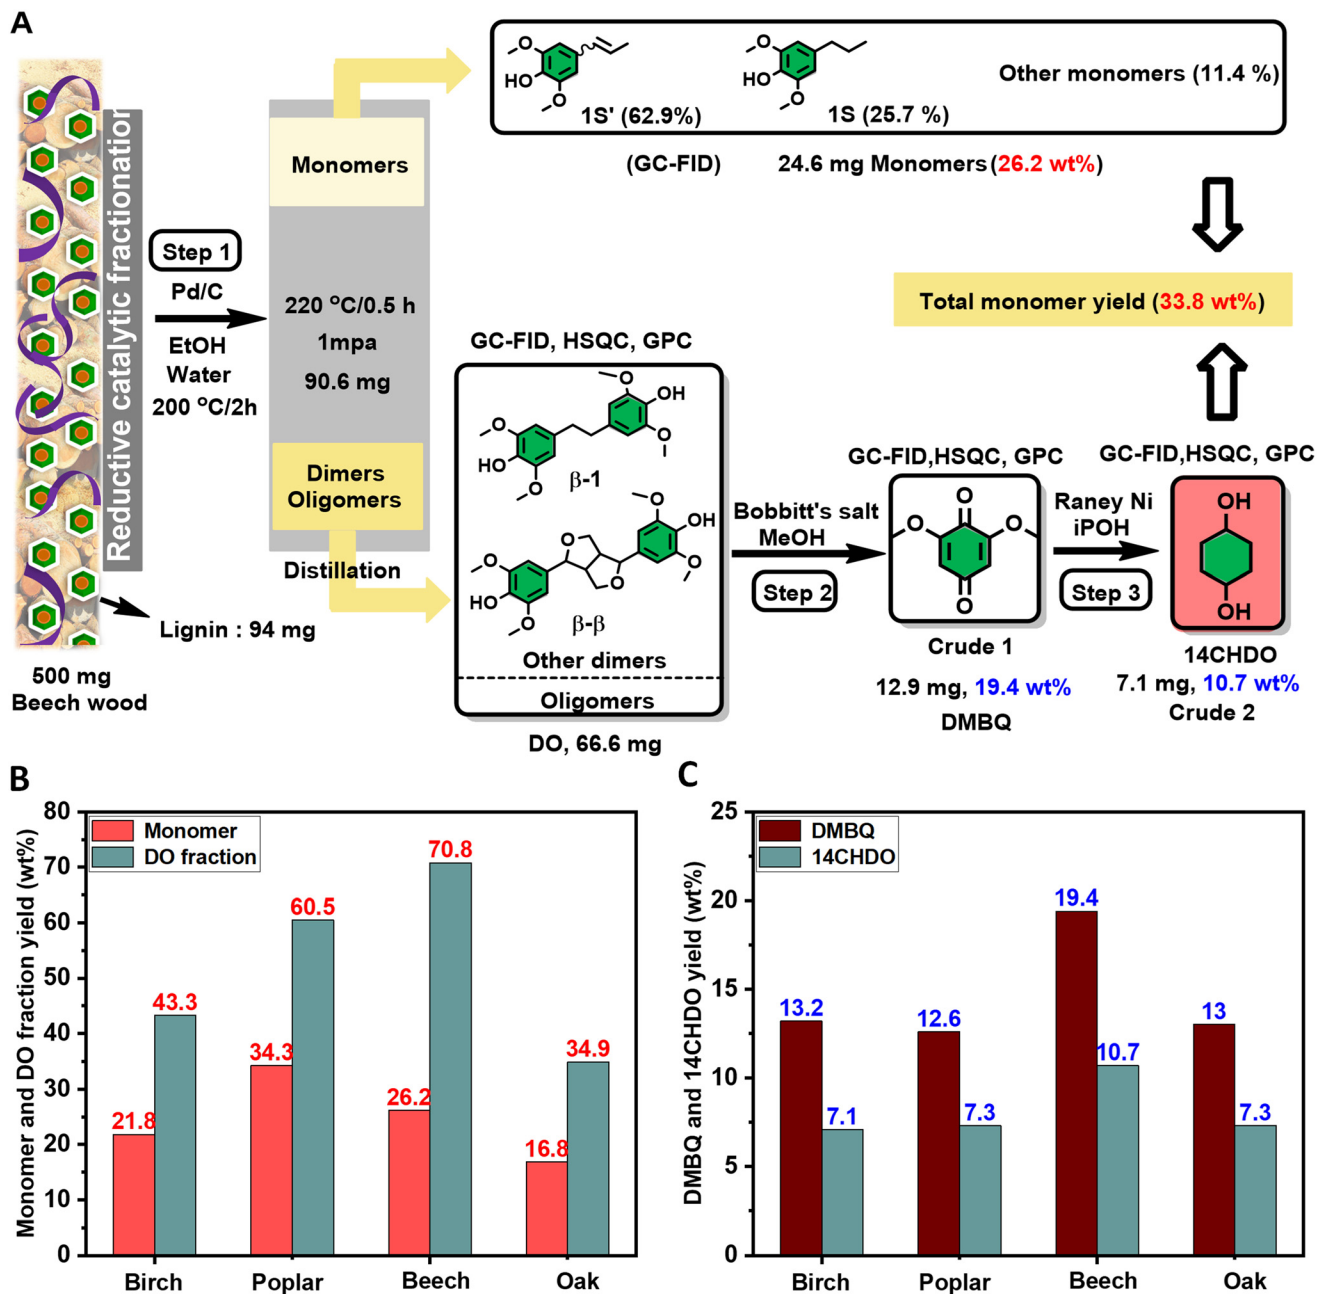 A
Reductive catalytic fractionation
Step 1
Pd/C
EtOH
Water
200 °C/2h
Lignin : 94 mg
500 mg
Beech wood
Monomers
220 °C/0.5 h
1mpa
90.6 mg
Dimers
Oligomers
Distillation
O
HO
O
1S' (62.9%)
O
HO
O
1S (25.7 %)
Other monomers (11.4 %)
(GC-FID)
24.6 mg Monomers (26.2 wt%)
Total monomer yield (33.8 wt%)
GC-FID, HSQC, GPC
O
OH
O
O
HO
O
β-1
O
OH
O
O
O
O
HO
O
β-β
Other dimers
Oligomers
DO, 66.6 mg
Bobbitt's salt
MeOH
Step 2
GC-FID,HSQC, GPC
O
O
O
O
Crude 1
12.9 mg, 19.4 wt%
DMBQ
Raney Ni
iPOH
Step 3
GC-FID,HSQC, GPC
OH
OH
14CHDO
7.1 mg, 10.7 wt%
Crude 2
B
Monomer and DO fraction yield (wt%)
80
70
60
50
40
30
20
10
0
Monomer
DO fraction
21.8
43.3
34.3
60.5
26.2
70.8
16.8
34.9
Birch
Poplar
Beech
Oak
C
DMBQ and 14CHDO yield (wt%)
25
20
15
10
5
0
DMBQ
14CHDO
13.2
7.1
12.6
7.3
19.4
10.7
13
7.3
Birch
Poplar
Beech
Oak